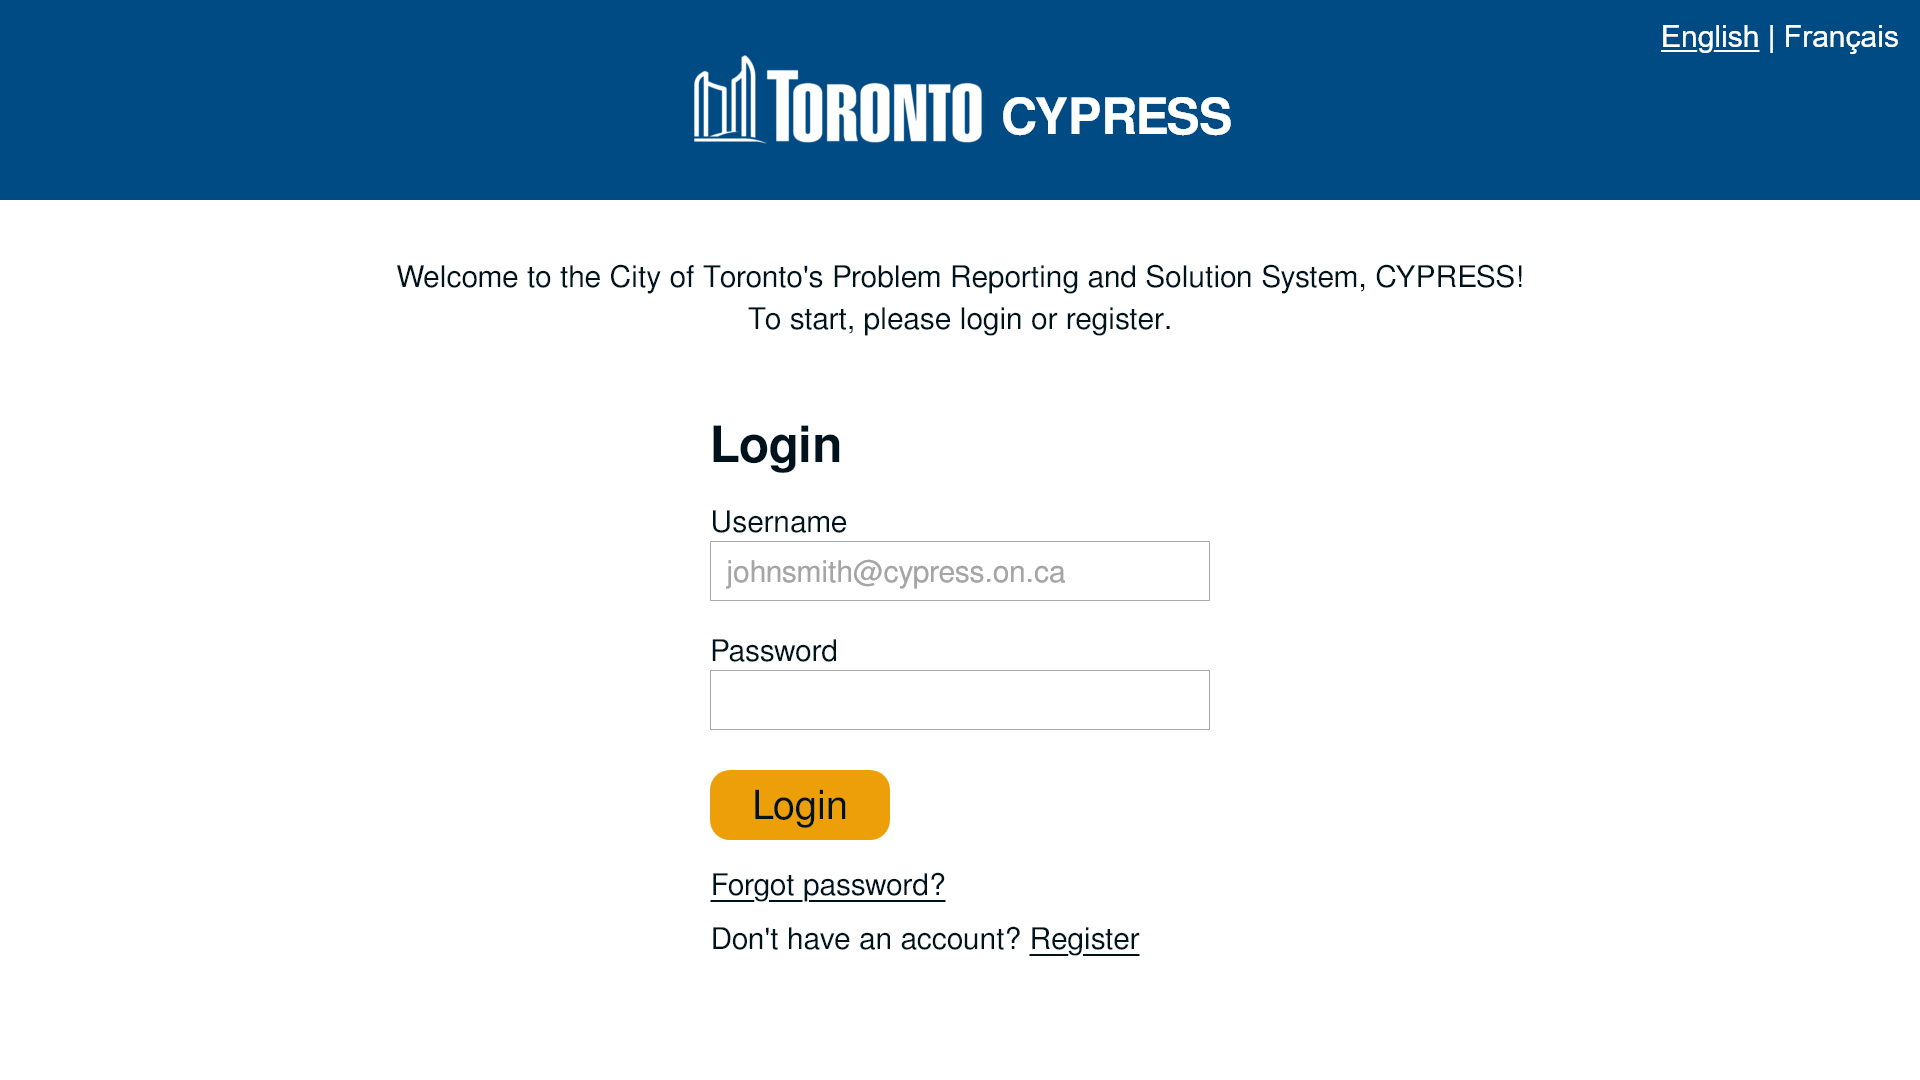 English | Français
TORONTO CYPRESS
Welcome to the City of Toronto's Problem Reporting and Solution System, CYPRESS!
To start, please login or register.
Login
Username
johnsmith@cypress.on.ca
Password
Login
Forgot password?
Don't have an account? Register